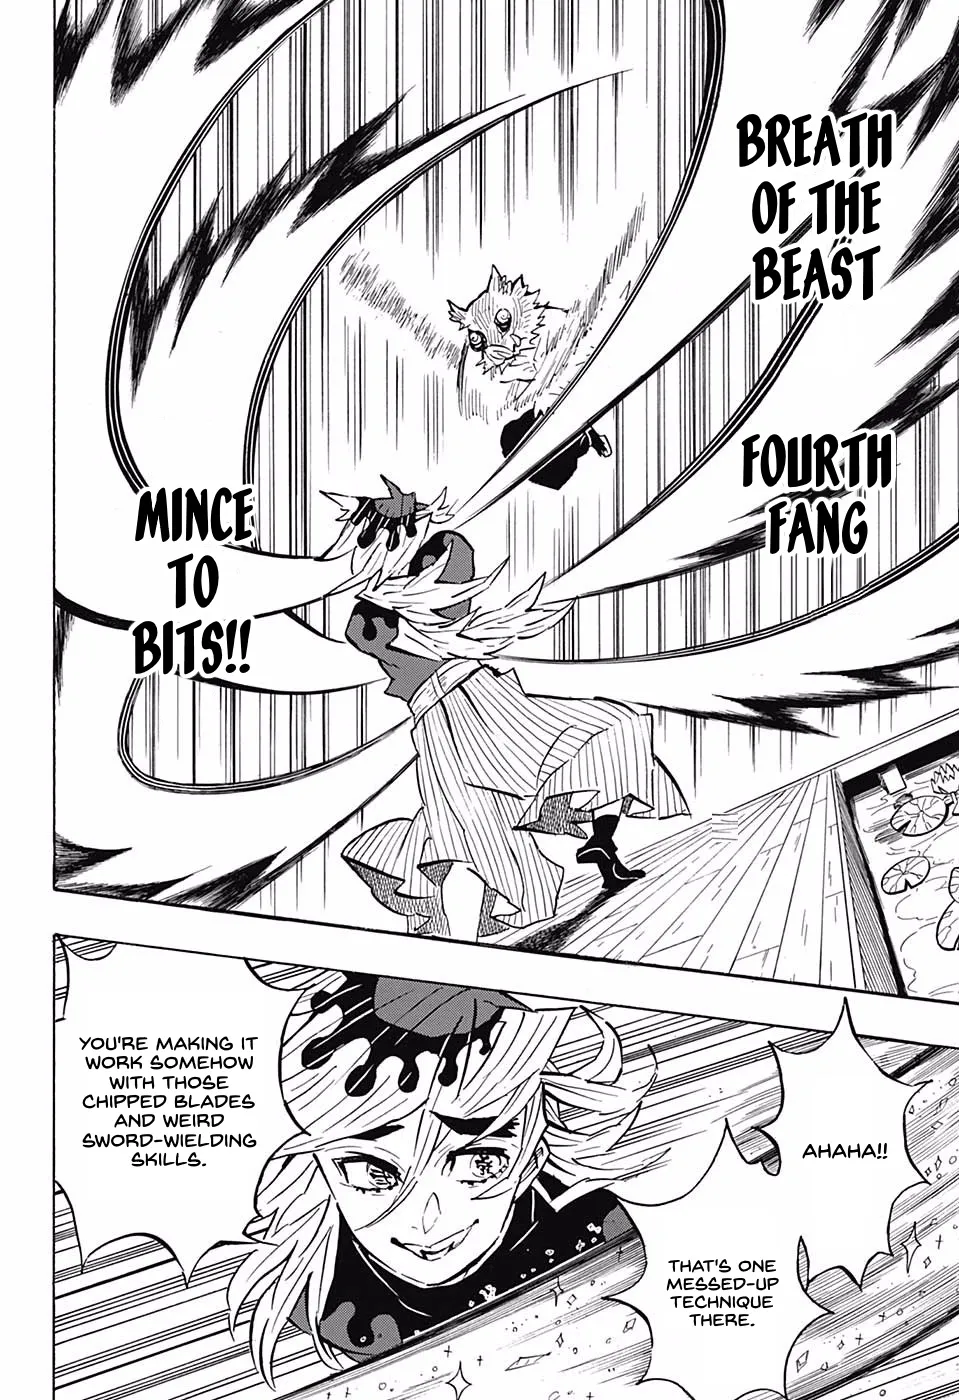 BREATH
OF THE
BEAST
FOURTH
FANG
MINCE
TO
BITS!!
AHAHA!!
THAT'S ONE
MESSED-UP
TECHNIQUE
THERE.
YOU'RE MAKING IT
WORK SOMEHOW
WITH THOSE
CHIPPED BLADES
AND WEIRD
SWORD-WIELDING
SKILLS.